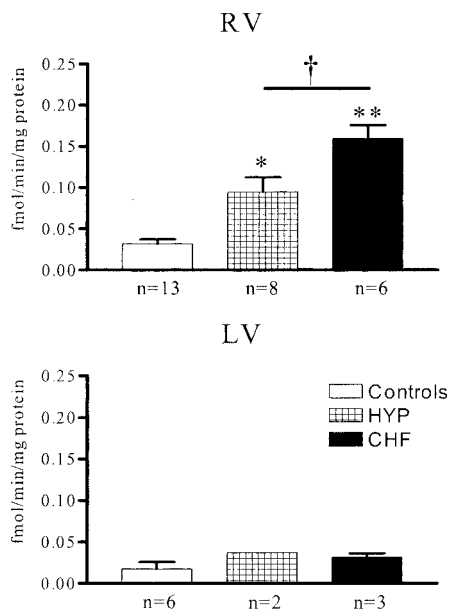 RV
fmol/min/mg protein
0.25
0.20
0.15
0.10
0.05
0.00
†
*
**
n=13 n=8 n=6
LV
fmol/min/mg protein
0.25
0.20
0.15
0.10
0.05
0.00
Controls
HYP
CHF
n=6 n=2 n=3